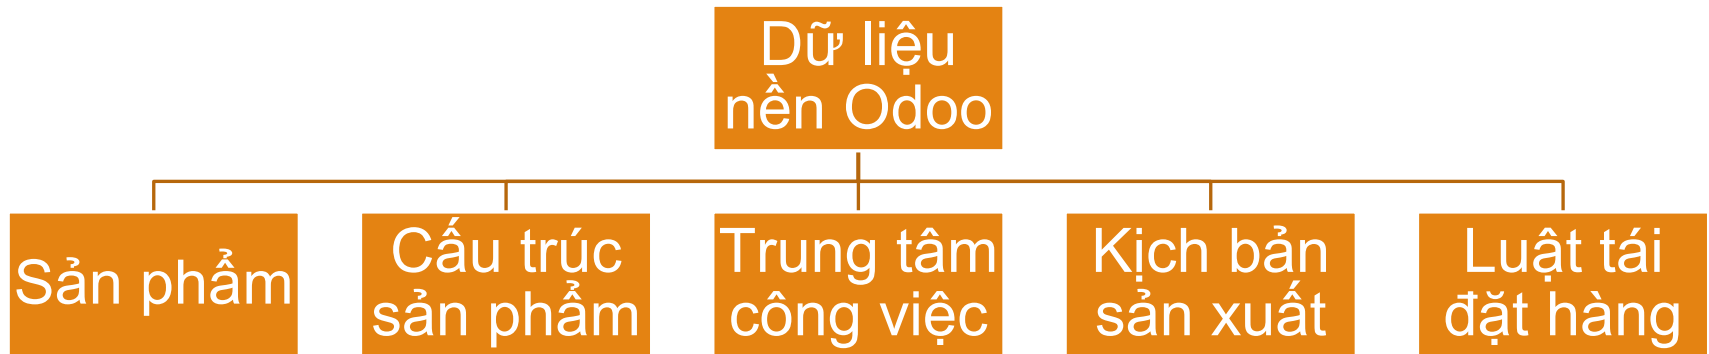 Dữ liệu
nền Odoo
Sản phẩm
Cấu trúc
sản phẩm
Trung tâm
công việc
Kịch bản
sản xuất
Luật tái
đặt hàng